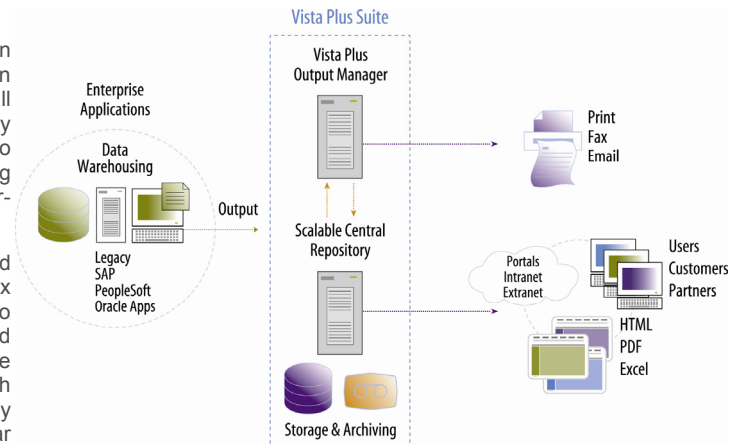 Vista Plus Suite
Vista Plus
Output Manager
Enterprise
Applications
Data
Warehousing
Legacy
SAP
PeopleSoft
Oracle Apps
Output
Scalable Central
Repository
Storage & Archiving
Print
Fax
Email
Portals
Intranet
Extranet
Users
Customers
Partners
HTML
PDF
Excel